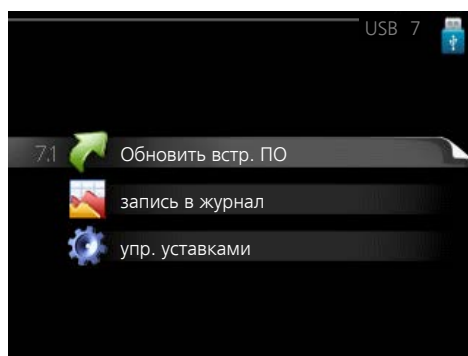 USB 7
7.1 Обновить встр. ПО
запись в журнал
упр. уставками